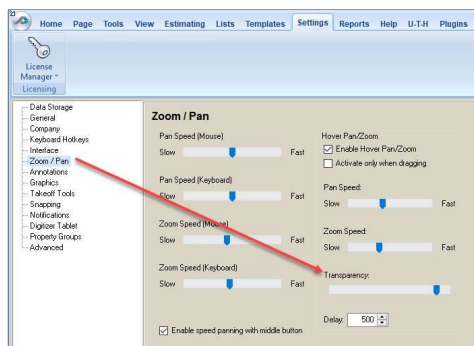 Home Page Tools View Estimating Lists Templates Settings Reports Help U-T-H Plugins
License
Manager
Licensing
Data Storage
General
Company
Keyboard Hotkeys
Interface
Zoom / Pan
Annotations
Graphics
Takeoff Tools
Snapping
Notifications
Digitizer Tablet
Property Groups
Advanced
Zoom / Pan
Pan Speed (Mouse)
Slow Fast
Pan Speed (Keyboard)
Slow Fast
Zoom Speed (Mouse)
Slow Fast
Zoom Speed (Keyboard)
Slow Fast
Enable speed panning with middle button
Hover Pan/Zoom
Enable Hover Pan/Zoom
Activate only when dragging
Pan Speed:
Slow Fast
Zoom Speed:
Slow Fast
Transparency:
Delay: 500